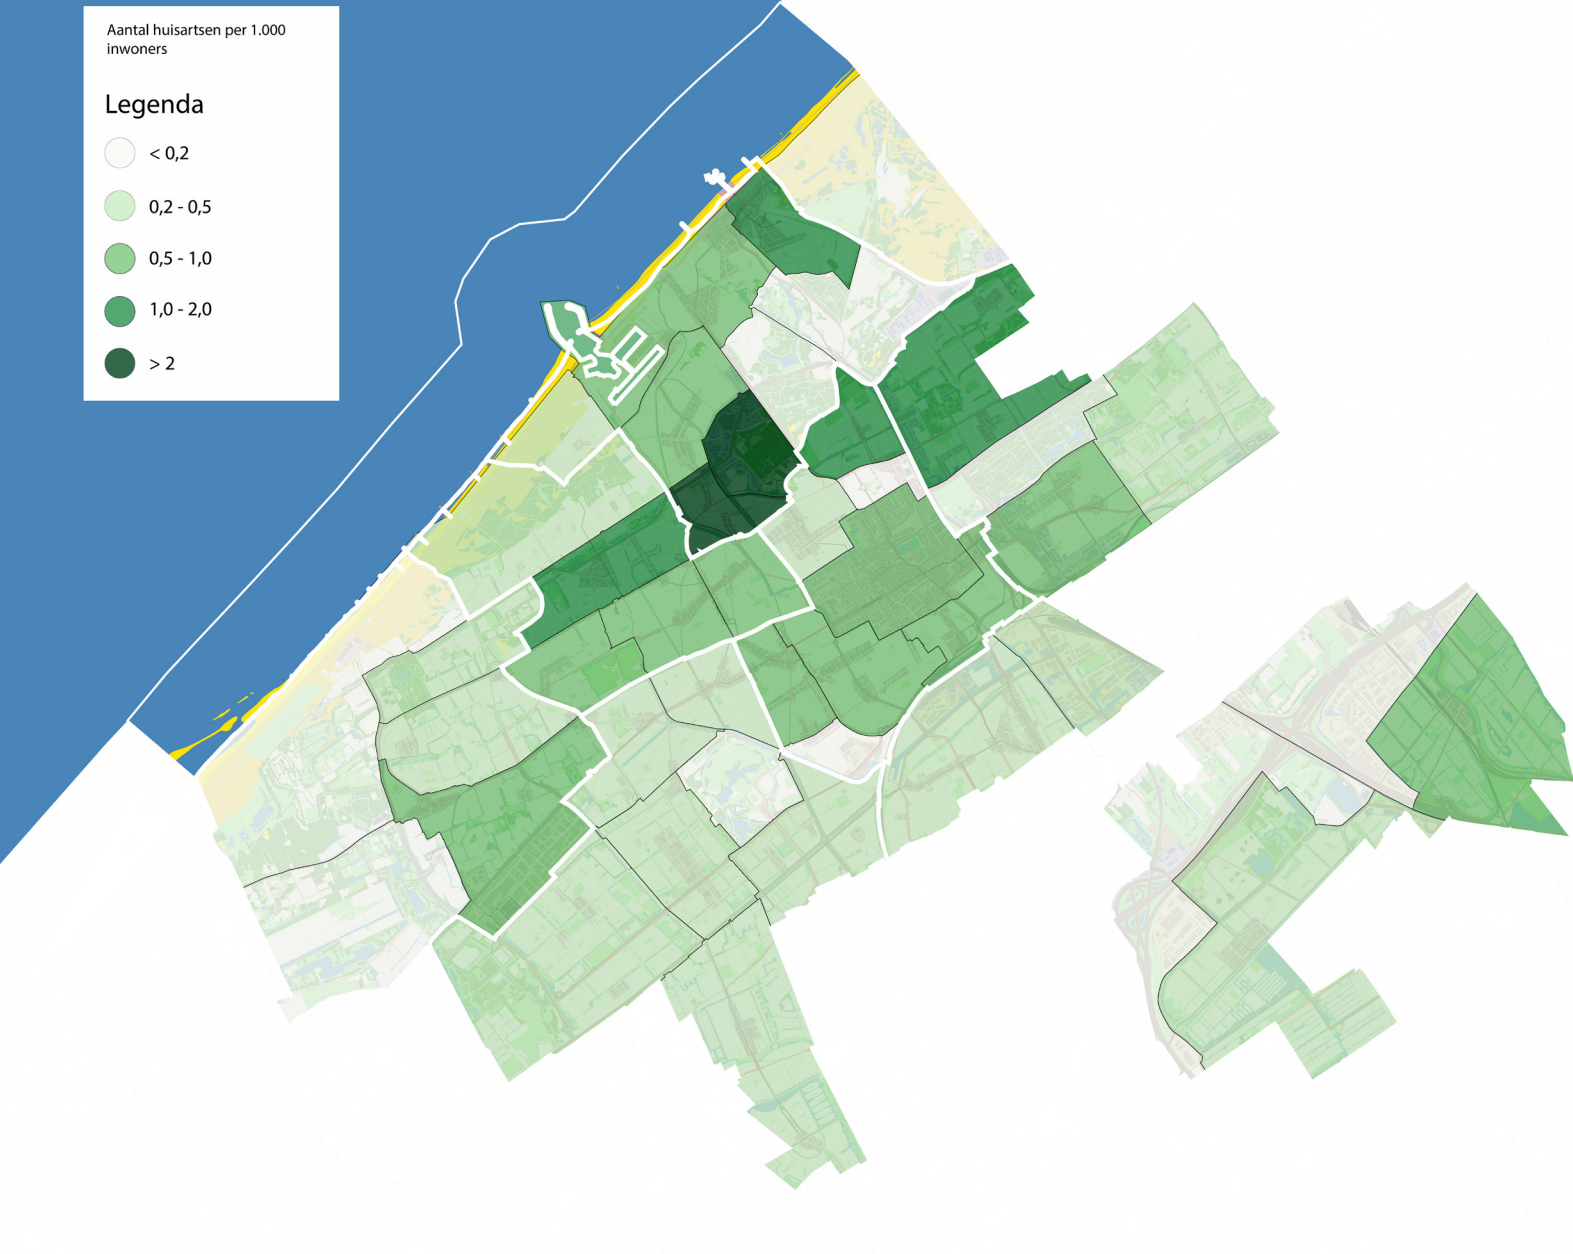 Aantal huisartsen per 1.000
inwoners
Legenda
< 0,2
0,2 - 0,5
0,5 - 1,0
1,0 - 2,0
> 2